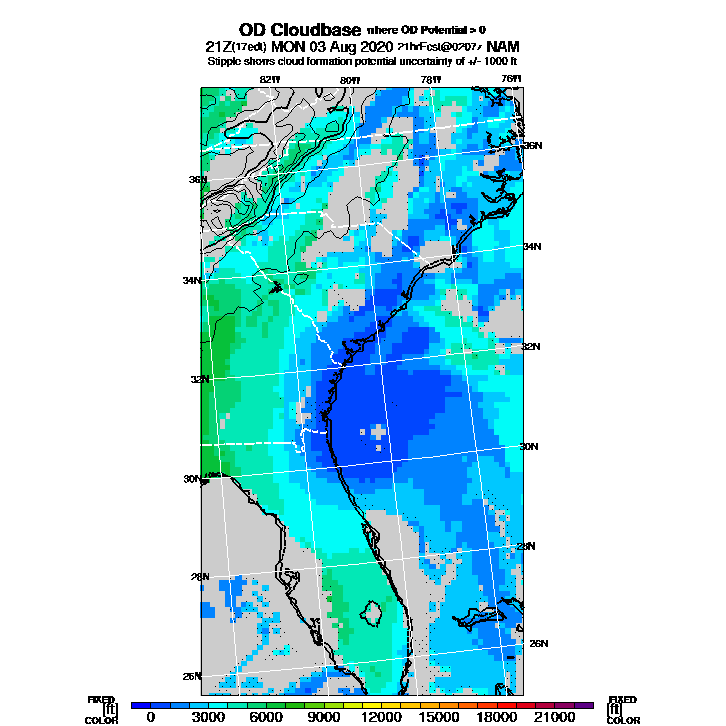 OD Cloudbase where OD Potential > 0
21Z(17edt) MON 03 Aug 2020 NAM
Stipple shows cloud formation potential uncertainty of +/- 1000 ft
82W 80W 78W 76W
36N 36N
34N 34N
32N 32N
30N 30N
28N 28N
26N 26N
FIXED FIXED
[ft] [ft]
COLOR 0 3000 6000 9000 12000 15000 18000 21000 COLOR